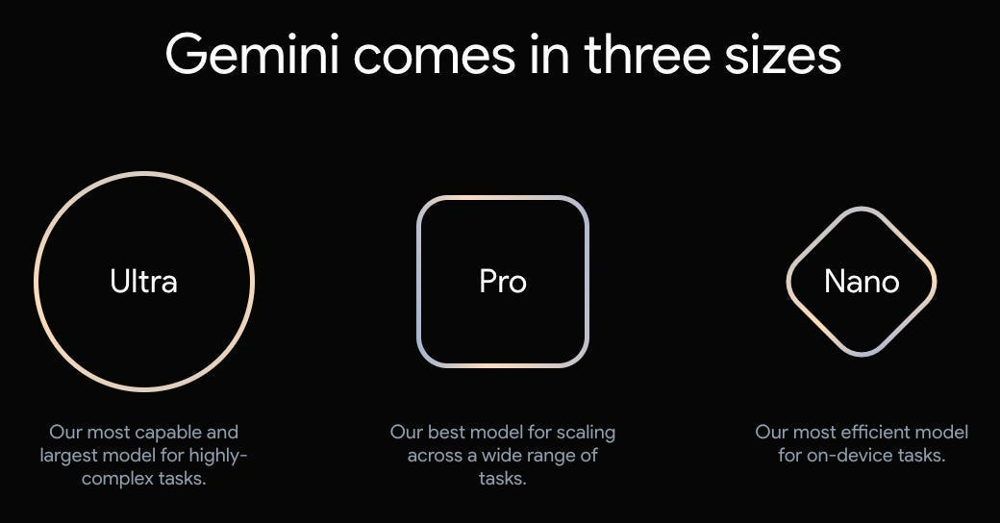 Gemini comes in three sizes
Ultra
Our most capable and
largest model for highly-
complex tasks.
Pro
Our best model for scaling
across a wide range of
tasks.
Nano
Our most efficient model
for on-device tasks.